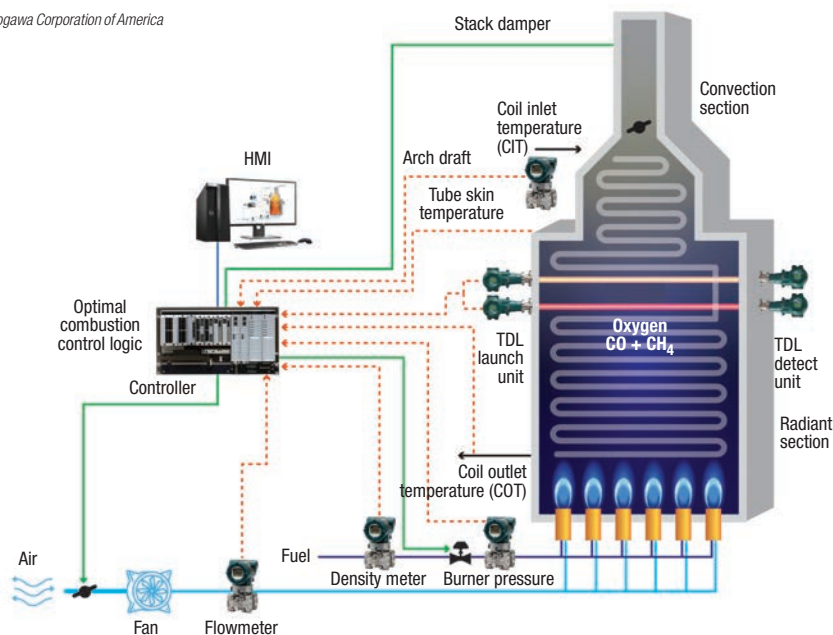 ogawa Corporation of America
Stack damper
Convection
section
Coil inlet
temperature
(CIT)
HMI
Arch draft
Tube skin
temperature
Optimal
combustion
control logic
Controller
TDL
launch
unit
Oxygen
CO + CH₄
TDL
detect
unit
Radiant
section
Coil outlet
temperature (COT)
Fuel
Density meter
Burner pressure
Air
Fan
Flowmeter